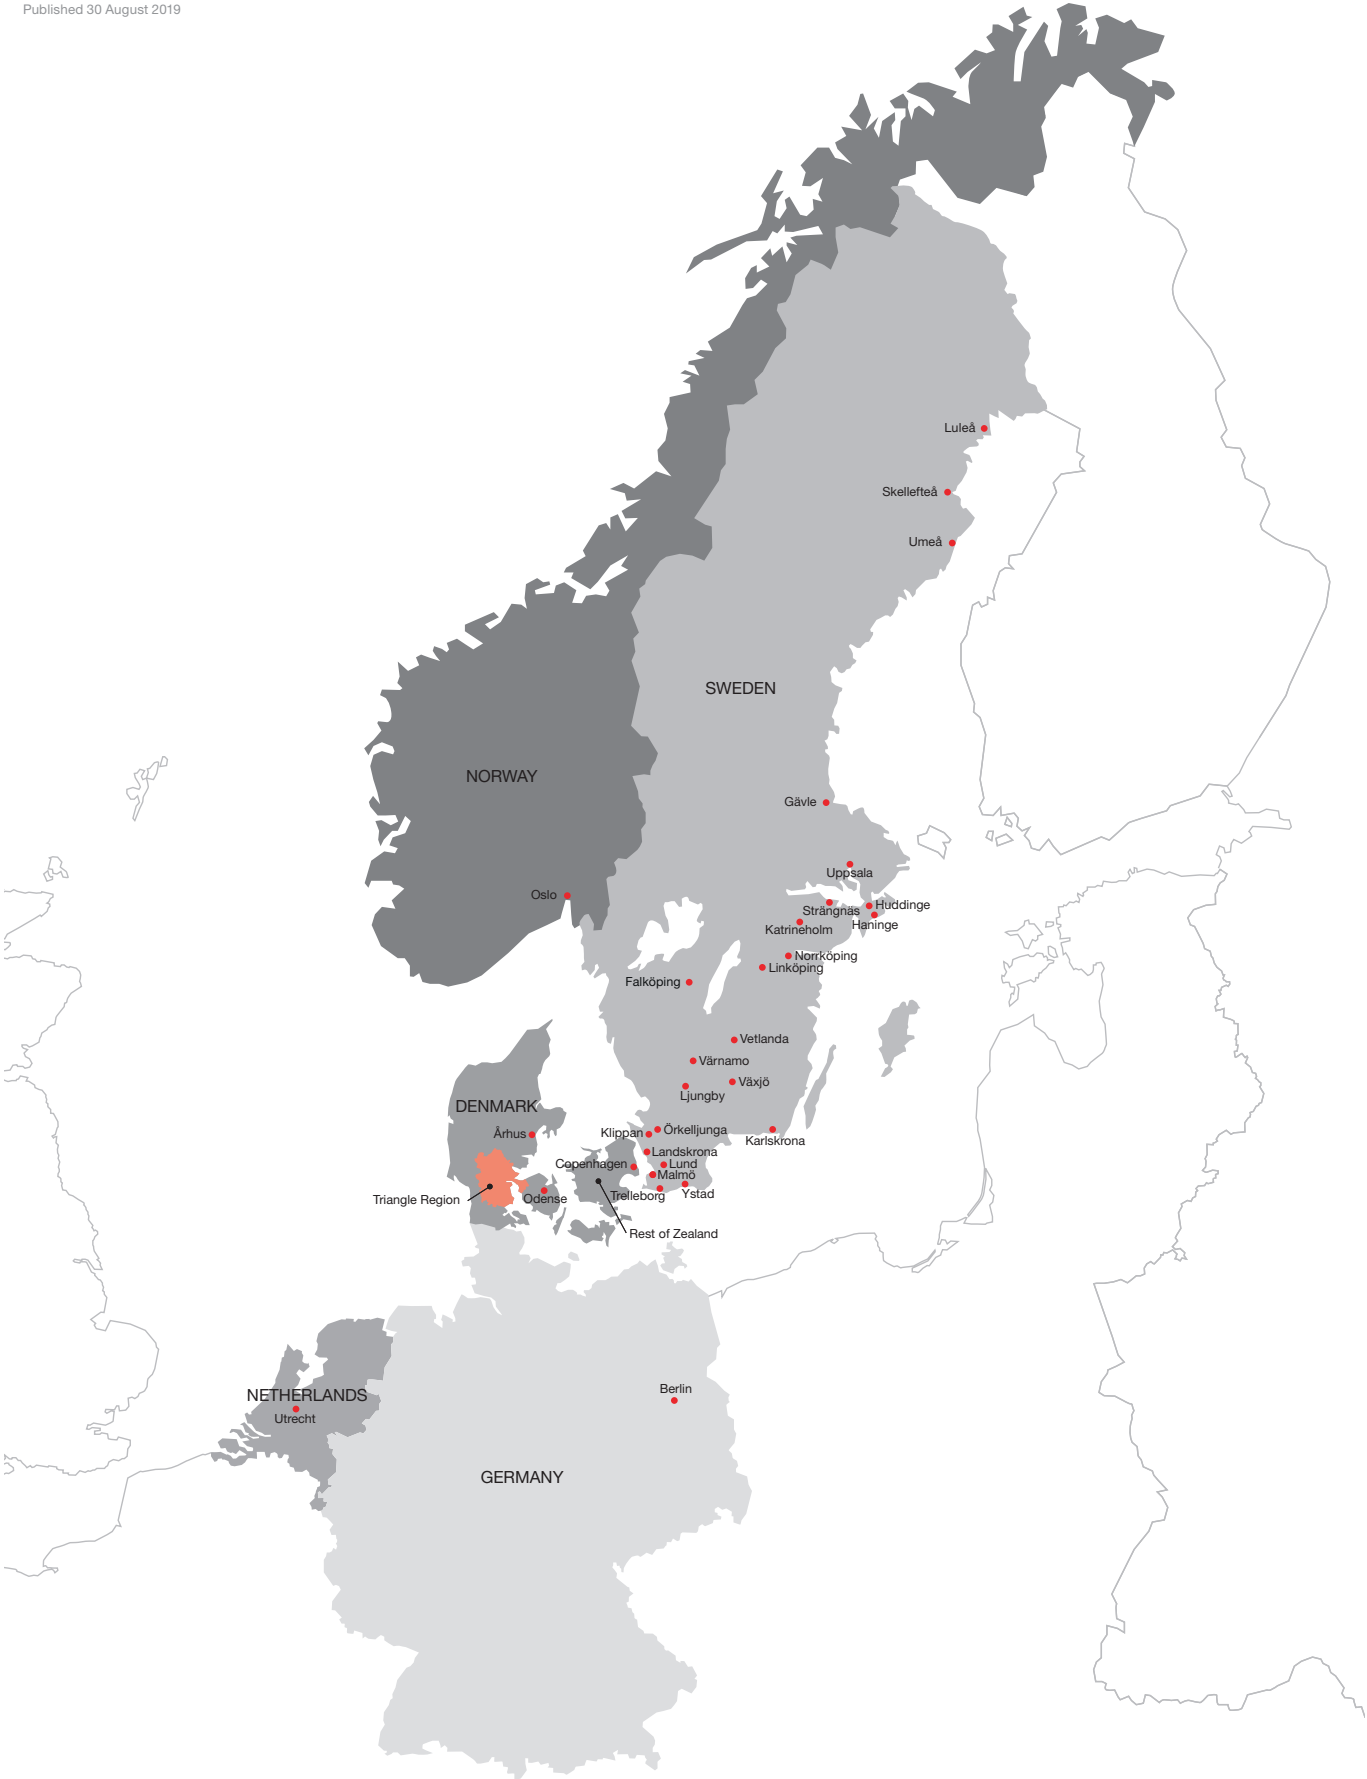 Published 30 August 2019
Luleå
Skellefteå
Umeå
SWEDEN
NORWAY
Gävle
Uppsala
Oslo
Strängnäs
Huddinge
Katrineholm
Haninge
Norrköping
Linköping
Falköping
Vetlanda
Värnamo
Växjö
Ljungby
DENMARK
Århus
Klippan
Örkelljunga
Karlskrona
Landskrona
Copenhagen
Lund
Malmö
Triangle Region
Odense
Trelleborg
Ystad
Rest of Zealand
Berlin
NETHERLANDS
Utrecht
GERMANY